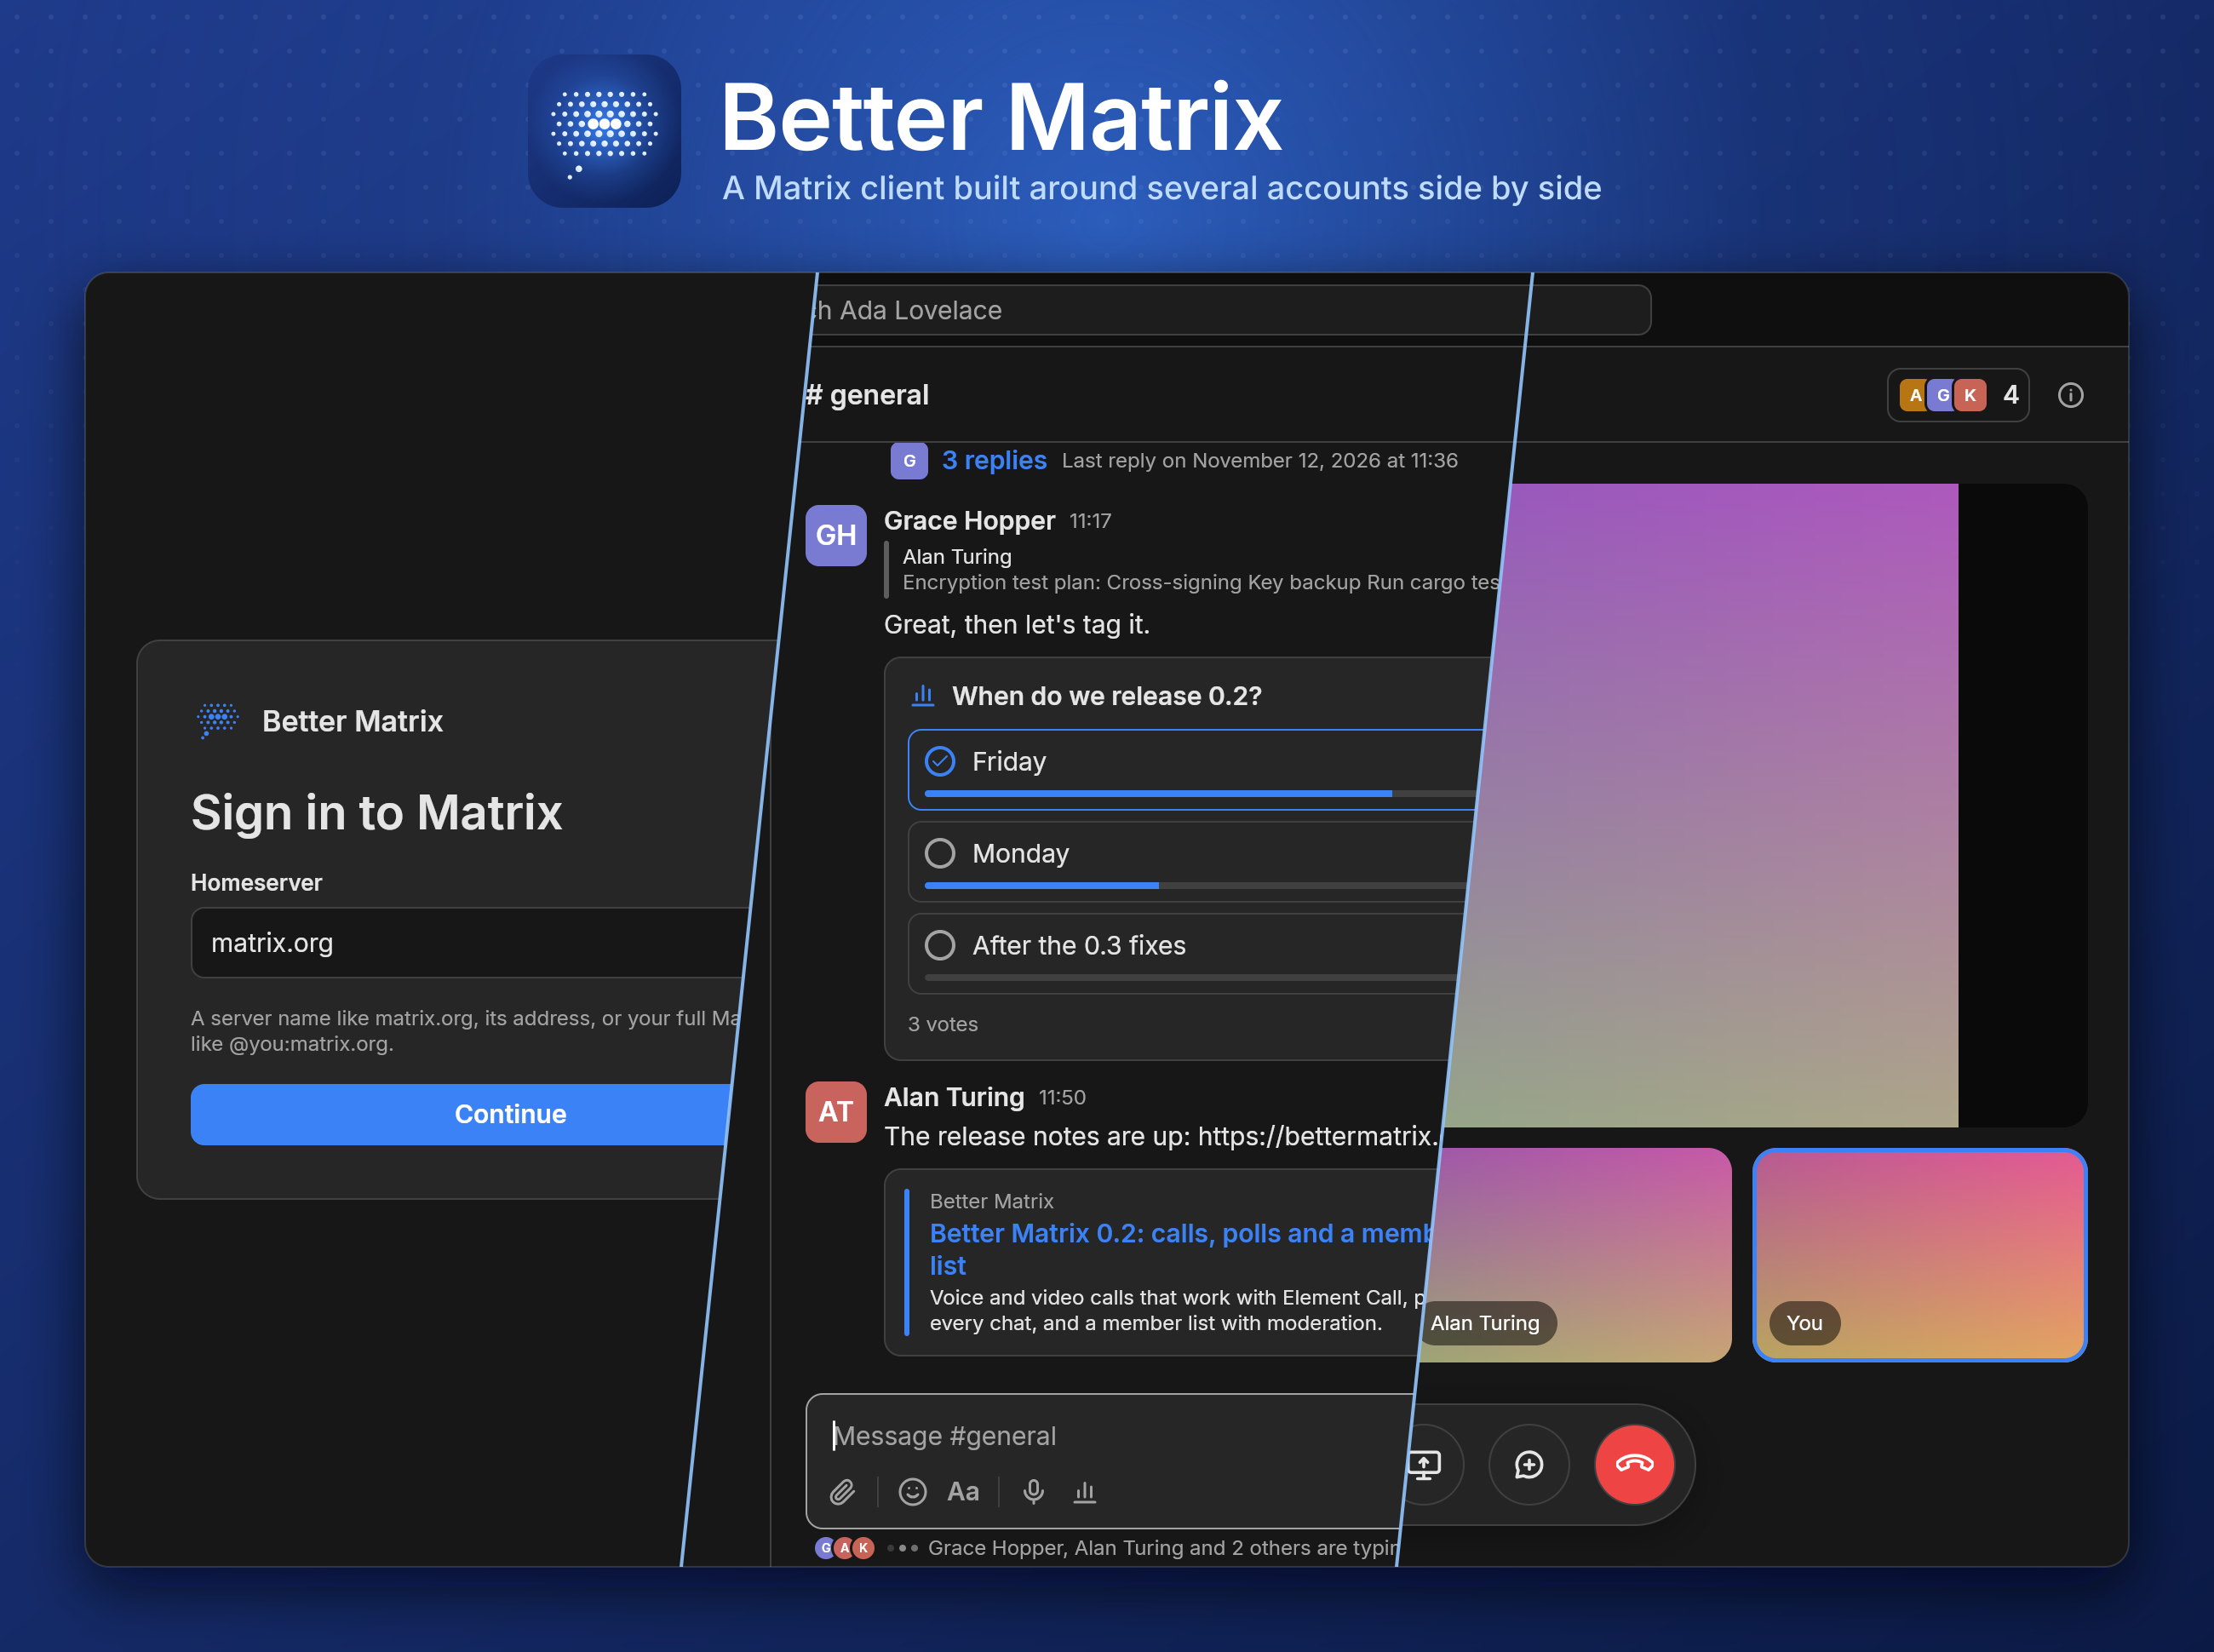 Better Matrix
A Matrix client built around several accounts side by side
Better Matrix
Sign in to Matrix
Homeserver
matrix.org
A server name like matrix.org, its address, or your full Ma
like @you:matrix.org.
Continue
h Ada Lovelace
# general
A G K 4
G 3 replies Last reply on November 12, 2026 at 11:36
GH Grace Hopper 11:17
Alan Turing
Encryption test plan: Cross-signing Key backup Run cargo tes
Great, then let's tag it.
When do we release 0.2?
Friday
Monday
After the 0.3 fixes
3 votes
AT Alan Turing 11:50
The release notes are up: https://bettermatrix.
Better Matrix
Better Matrix 0.2: calls, polls and a memb
list
Voice and video calls that work with Element Call, p
every chat, and a member list with moderation.
Message #general
Aa
G A K Grace Hopper, Alan Turing and 2 others are typin
Alan Turing
You